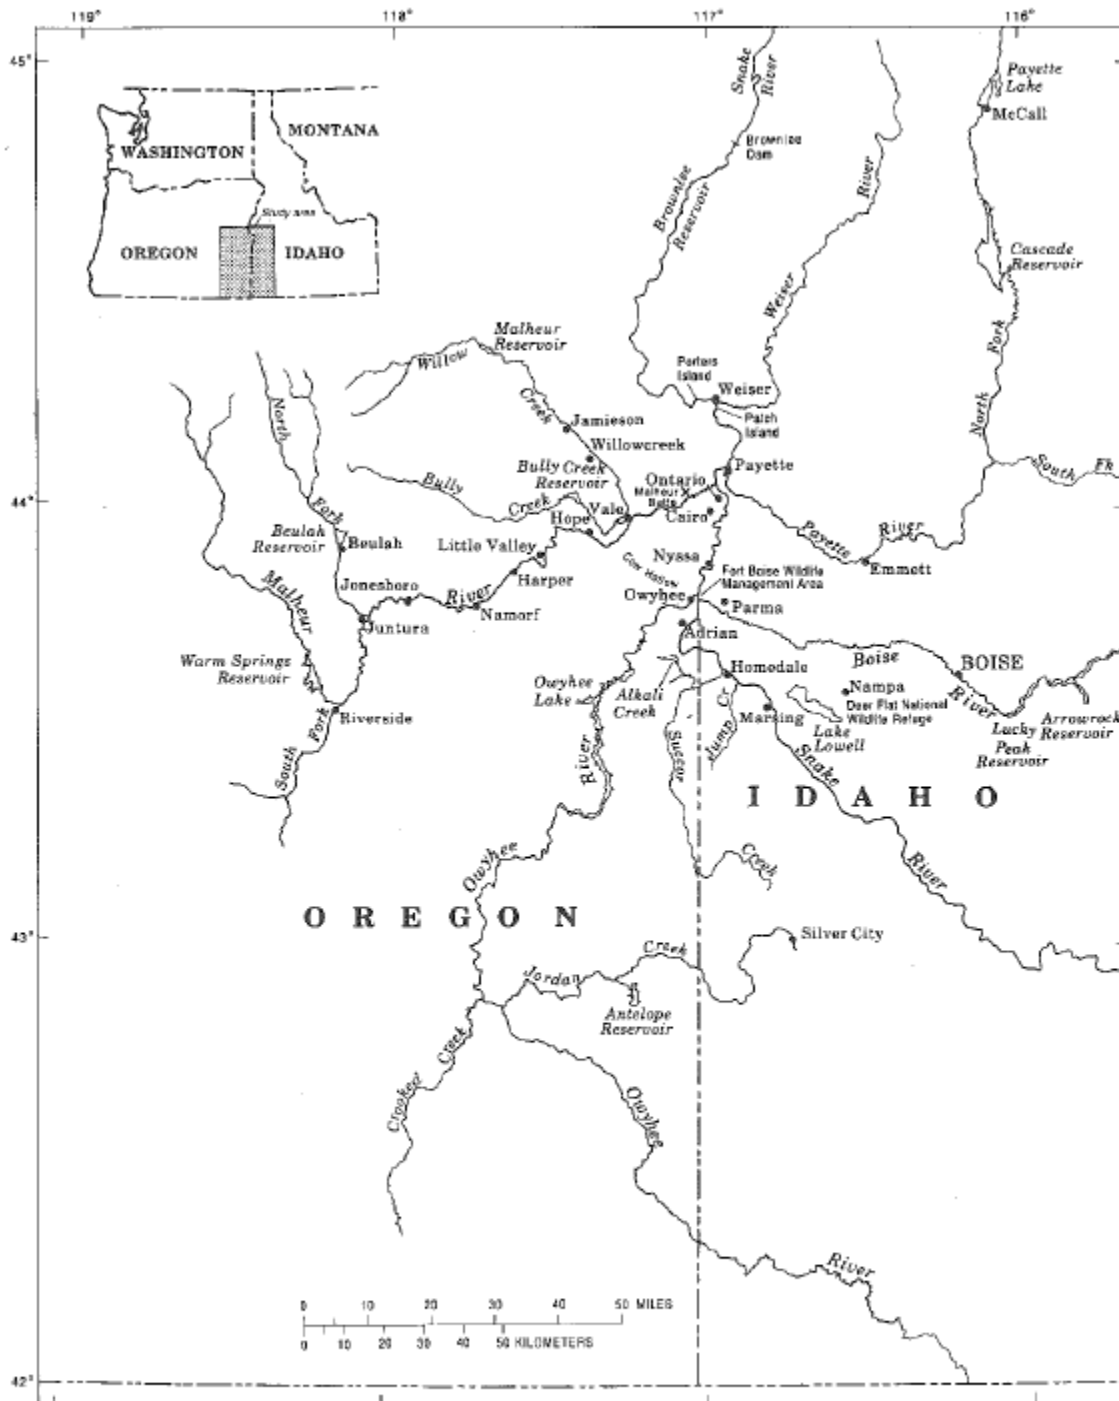 119°
118°
117°
116°
45°
Snake
River
Payette
Lake
McCall
MONTANA
WASHINGTON
Brownlee
Dam
River
Brownlee
Reservoir
Study area
OREGON
IDAHO
Cascade
Reservoir
Weiser
Fork
Malheur
Reservoir
Willow
Porters
Island
Weiser
North
North
Creek
Jamieson
Patch
Island
Willowcreek
Bully Creek
Reservoir
Payette
South Fk
Bully
Ontario
Malheur
Butte
44°
Fork
Creek
Vale
Hope
Cairo
Payette
River
Beulah
Reservoir
Beulah
Little Valley
Nyssa
Emmett
Cow Hollow
Fort Boise Wildlife
Management Area
Malheur
Jonesboro
River
Harper
Owyhee
Parma
Namorf
Juntura
Adrian
Boise
BOISE
Warm Springs
Reservoir
Homedale
Owyhee
Lake
Alkali
Creek
Nampa
River
Deer Flat National
Wildlife Refuge
Arrowrock
Reservoir
Riverside
Fork
Marsing
Lake
Lowell
Lucky
Peak
Reservoir
Jump Cr
Succor
South
River
Snake
IDAHO
Owyhee
Creek
River
OREGON
43°
Silver City
Creek
Jordan
Antelope
Reservoir
Creek
Crooked
Owyhee
River
0 10 20 30 40 50 MILES
0 10 20 30 40 50 KILOMETERS
42°